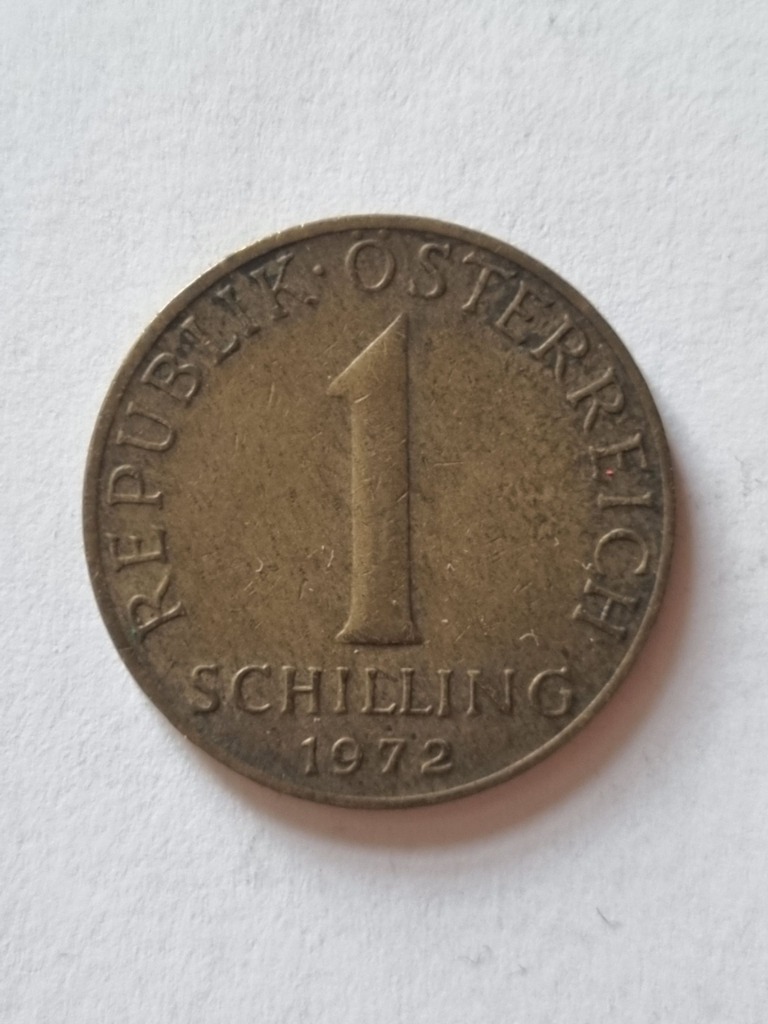 REPUBLIK · ÖSTERREICH
1
SCHILLING
1972